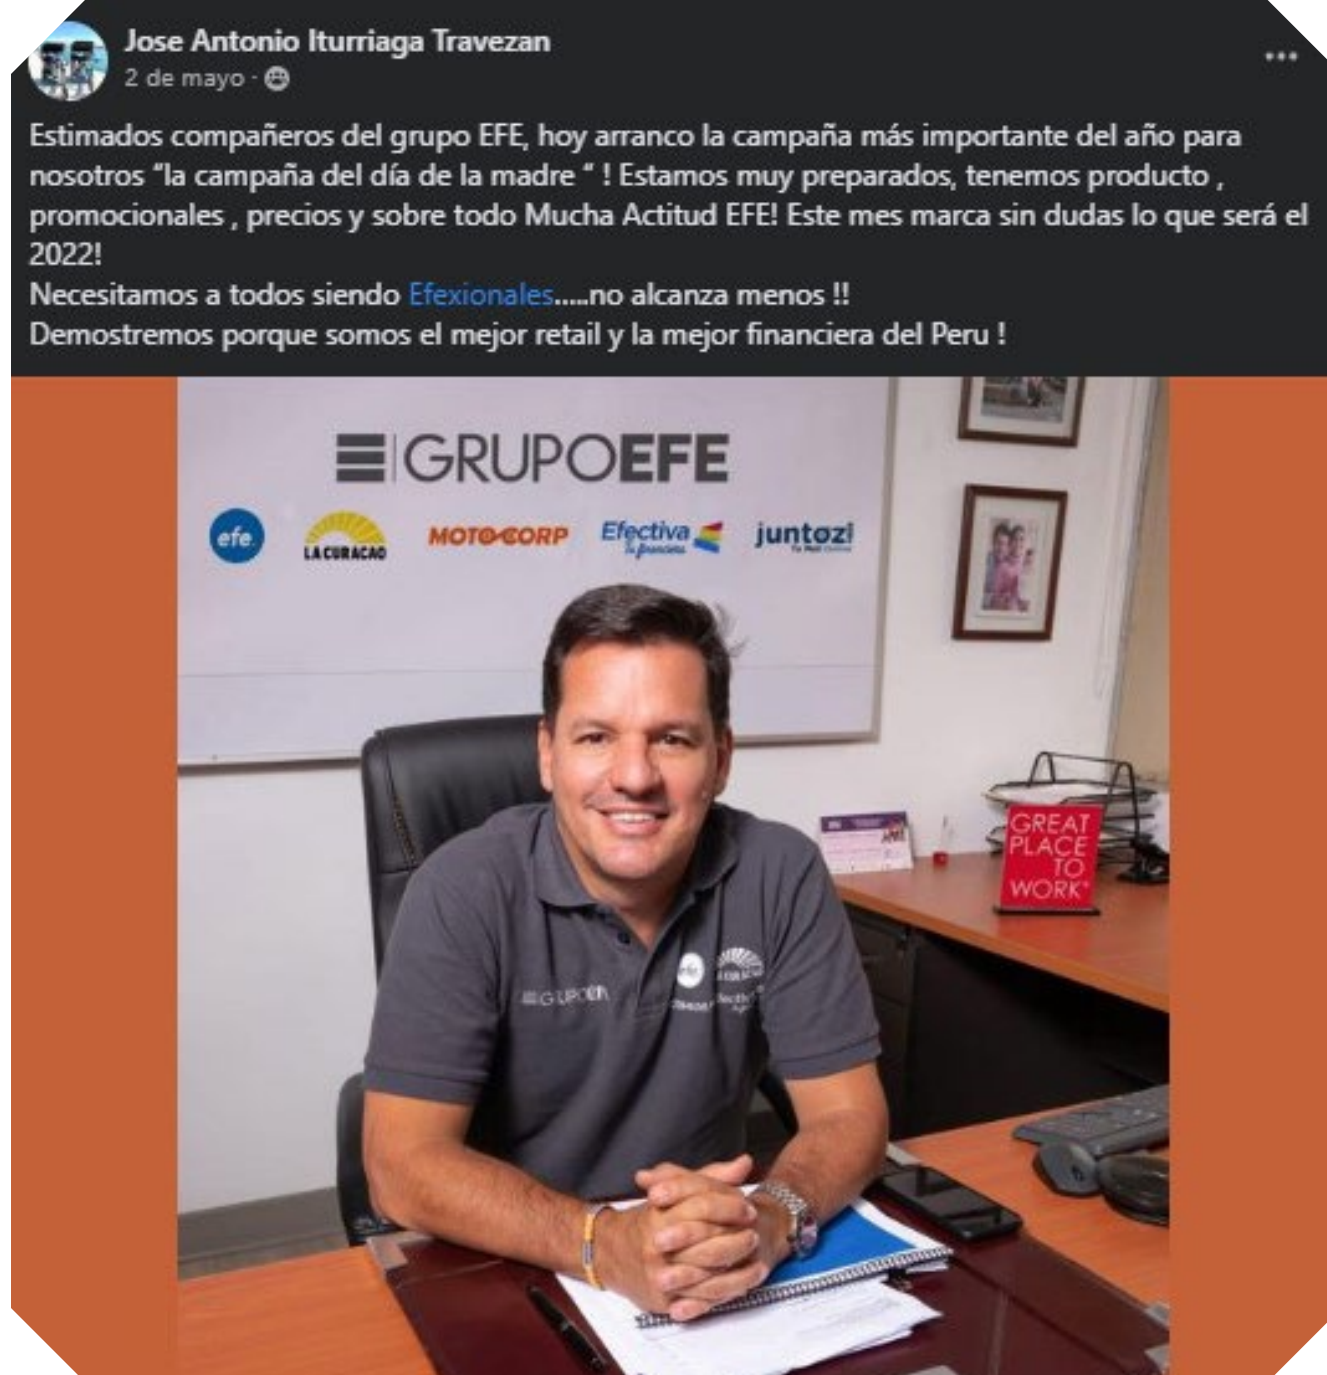 Jose Antonio Iturriaga Travezan
2 de mayo ·
Estimados compañeros del grupo EFE, hoy arranco la campaña más importante del año para
nosotros “la campaña del día de la madre “ ! Estamos muy preparados, tenemos producto ,
promocionales , precios y sobre todo Mucha Actitud EFE! Este mes marca sin dudas lo que será el
2022!
Necesitamos a todos siendo Efexionales.....no alcanza menos !!
Demostremos porque somos el mejor retail y la mejor financiera del Peru !
GRUPOEFE
efe.
LA CURACAO
MOTOCORP
Efectiva
Tu financiera
juntoz!
GREAT
PLACE
TO
WORK®
efe.
GRUPO